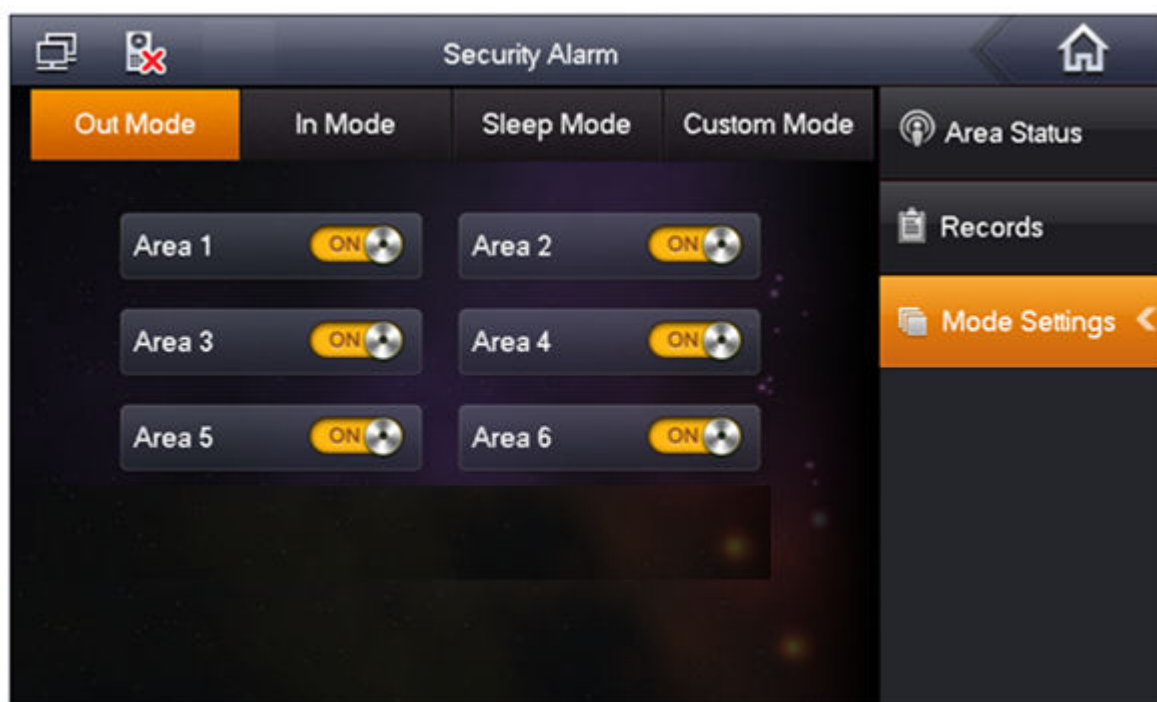 Security Alarm
Out Mode
In Mode
Sleep Mode
Custom Mode
Area Status
Records
Mode Settings
Area 1 ON
Area 2 ON
Area 3 ON
Area 4 ON
Area 5 ON
Area 6 ON